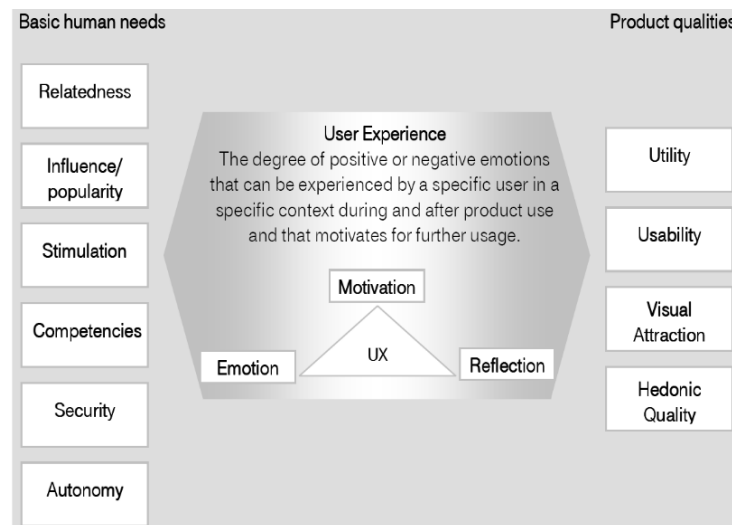 Basic human needs
Product qualities
Relatedness
Influence/
popularity
Stimulation
Competencies
Security
Autonomy
User Experience
The degree of positive or negative emotions
that can be experienced by a specific user in a
specific context during and after product use
and that motivates for further usage.
Motivation
Emotion
UX
Reflection
Utility
Usability
Visual
Attraction
Hedonic
Quality